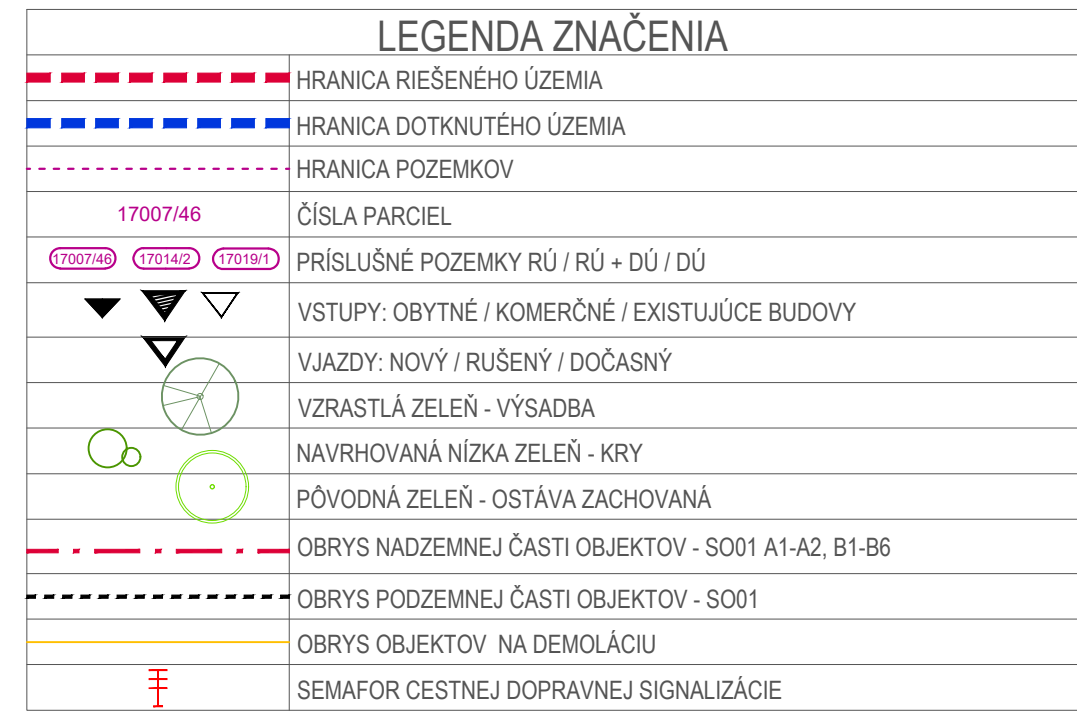 LEGENDA ZNAČENIA
HRANICA RIEŠENÉHO ÚZEMIA
HRANICA DOTKNUTÉHO ÚZEMIA
HRANICA POZEMKOV
17007/46 ČÍSLA PARCIEL
17007/46 17014/2 17019/1 PRÍSLUŠNÉ POZEMKY RÚ / RÚ + DÚ / DÚ
VSTUPY: OBYTNÉ / KOMERČNÉ / EXISTUJÚCE BUDOVY
VJAZDY: NOVÝ / RUŠENÝ / DOČASNÝ
VZRASTLÁ ZELEŇ - VÝSADBA
NAVRHOVANÁ NÍZKA ZELEŇ - KRY
PÔVODNÁ ZELEŇ - OSTÁVA ZACHOVANÁ
OBRYS NADZEMNEJ ČASTI OBJEKTOV - SO01 A1-A2, B1-B6
OBRYS PODZEMNEJ ČASTI OBJEKTOV - SO01
OBRYS OBJEKTOV NA DEMOLÁCIU
SEMAFOR CESTNEJ DOPRAVNEJ SIGNALIZÁCIE